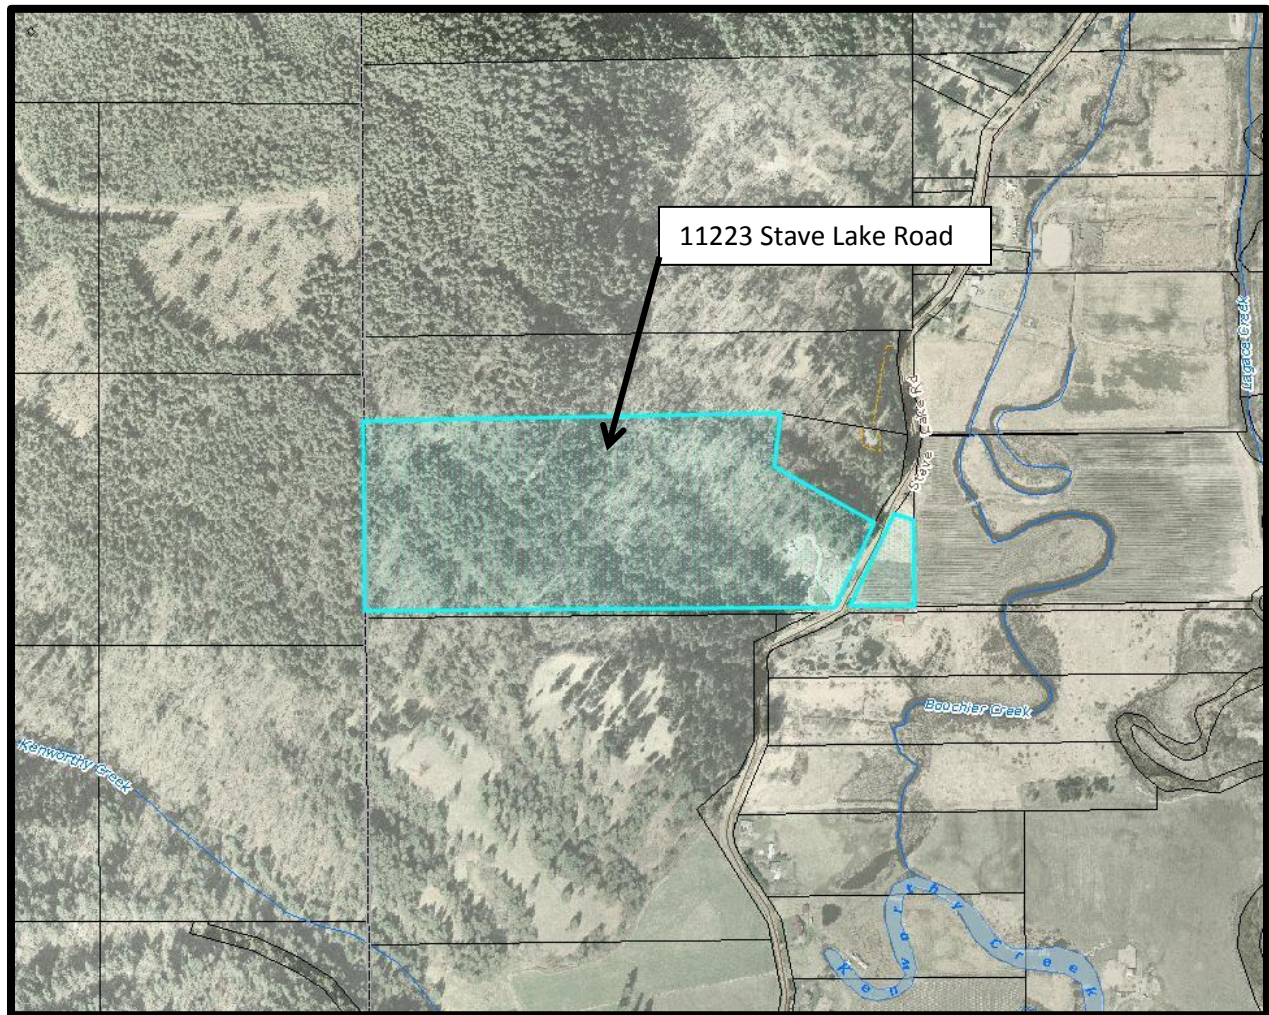 11223 Stave Lake Road
Stave Lake Rd
Lagace Creek
Bouchier Creek
Kenworthy Creek
Kenworthy Creek